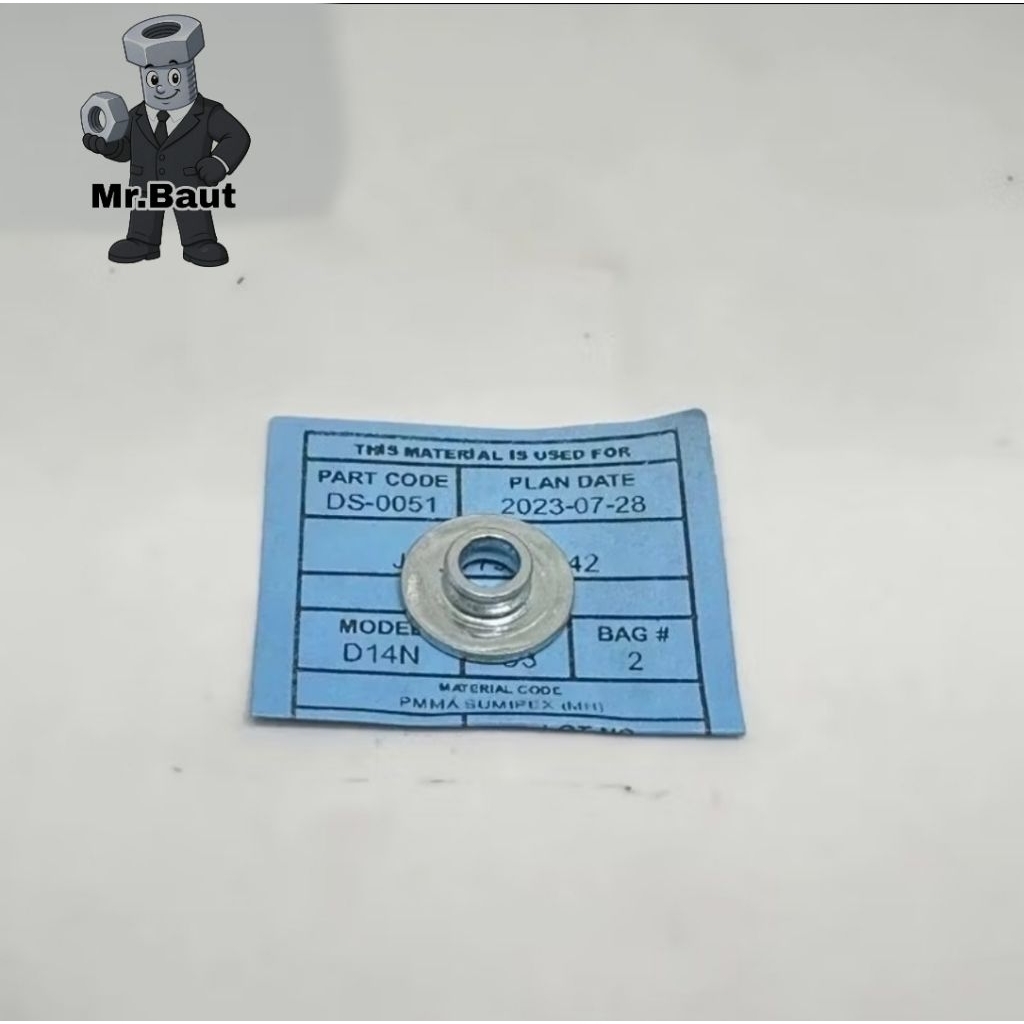 Mr.Baut
THIS MATERIAL IS USED FOR
PART CODE PLAN DATE
DS-0051 2023-07-28
42
BAG #
D14N 2
MATERIAL CODE
PMMA SUMIPEX (MH)